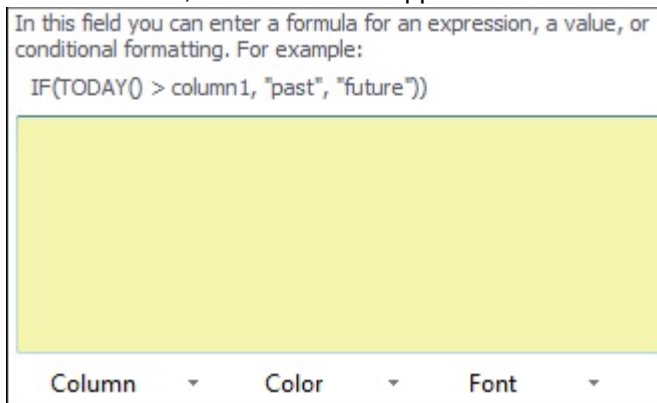 In this field you can enter a formula for an expression, a value, or
conditional formatting. For example:
IF(TODAY() > column1, "past", "future"))
Column Color Font